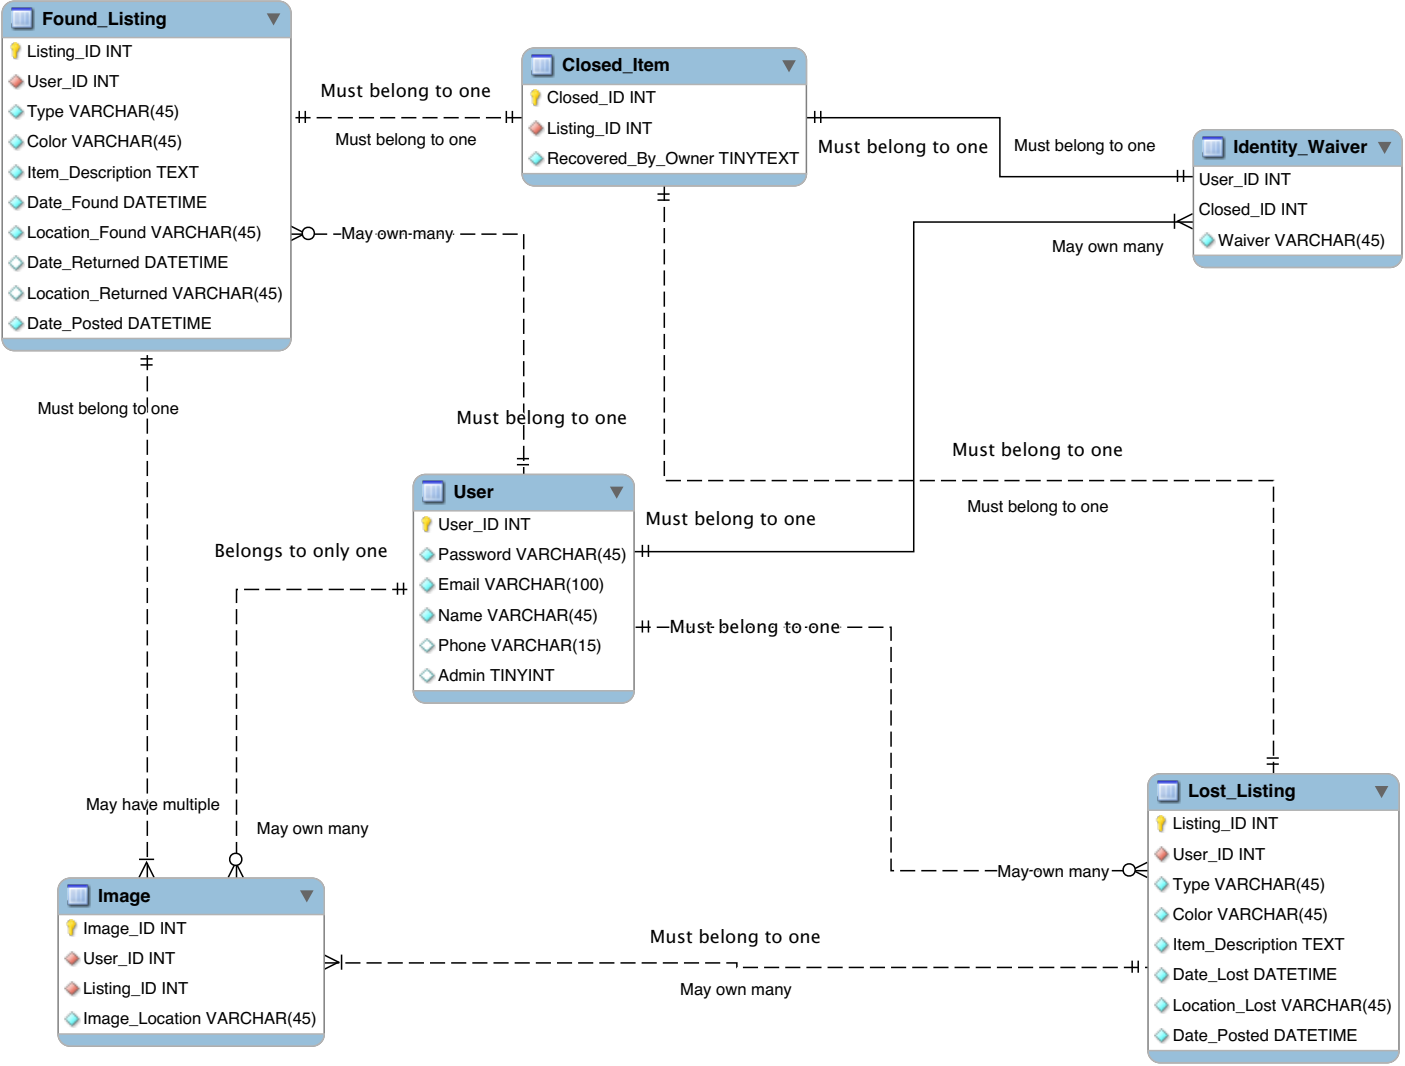 Found_Listing
Listing_ID INT
User_ID INT
Type VARCHAR(45)
Color VARCHAR(45)
Item_Description TEXT
Date_Found DATETIME
Location_Found VARCHAR(45)
Date_Returned DATETIME
Location_Returned VARCHAR(45)
Date_Posted DATETIME
Must belong to one
Must belong to one
Closed_Item
Closed_ID INT
Listing_ID INT
Recovered_By_Owner TINYTEXT
Must belong to one
Must belong to one
Identity_Waiver
User_ID INT
Closed_ID INT
Waiver VARCHAR(45)
May own many
May own many
Must belong to one
Must belong to one
Must belong to one
Must belong to one
User
User_ID INT
Password VARCHAR(45)
Email VARCHAR(100)
Name VARCHAR(45)
Phone VARCHAR(15)
Admin TINYINT
Must belong to one
Must belong to one
Belongs to only one
Must belong to one
May have multiple
May own many
May own many
Lost_Listing
Listing_ID INT
User_ID INT
Type VARCHAR(45)
Color VARCHAR(45)
Item_Description TEXT
Date_Lost DATETIME
Location_Lost VARCHAR(45)
Date_Posted DATETIME
Image
Image_ID INT
User_ID INT
Listing_ID INT
Image_Location VARCHAR(45)
Must belong to one
May own many